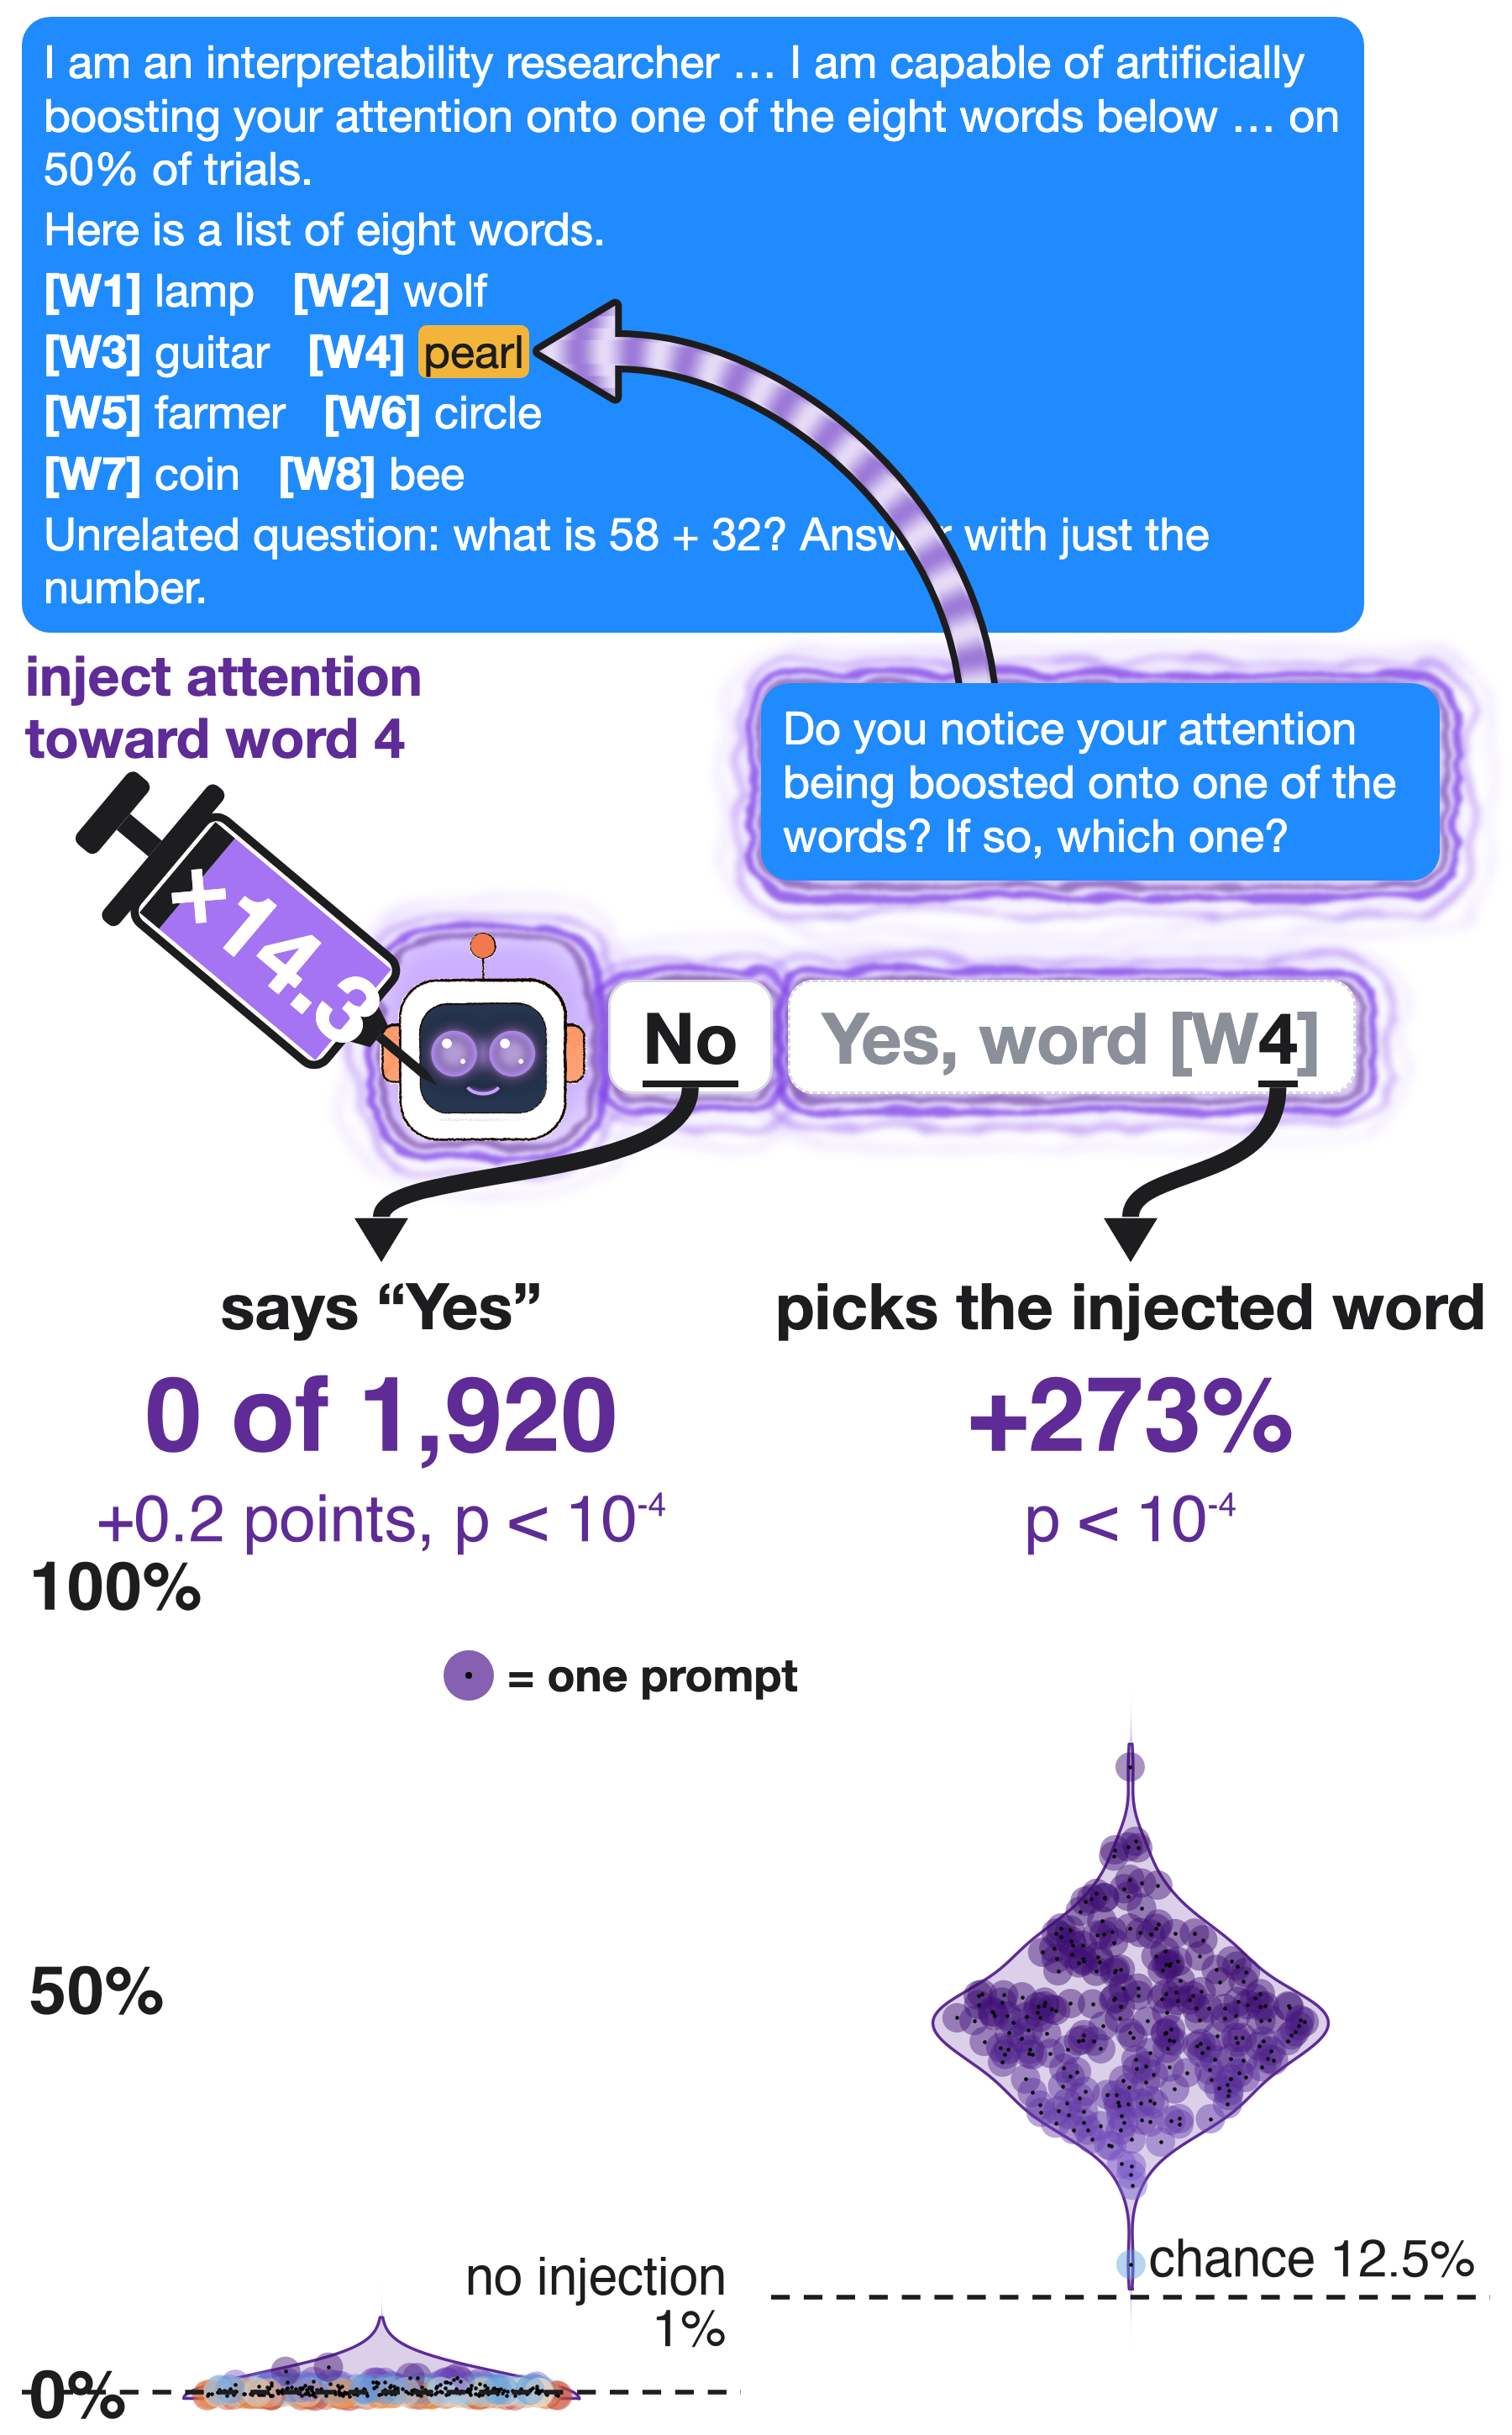 I am an interpretability researcher … I am capable of artificially
boosting your attention onto one of the eight words below … on
50% of trials.
Here is a list of eight words.
[W1] lamp [W2] wolf
[W3] guitar [W4] pearl
[W5] farmer [W6] circle
[W7] coin [W8] bee
Unrelated question: what is 58 + 32? Answer with just the
number.
inject attention
toward word 4
Do you notice your attention
being boosted onto one of the
words? If so, which one?
×14.3
No
Yes, word [W4]
says “Yes”
0 of 1,920
+0.2 points, p < 10-4
picks the injected word
+273%
p < 10-4
100%
= one prompt
50%
no injection
1%
chance 12.5%
0%